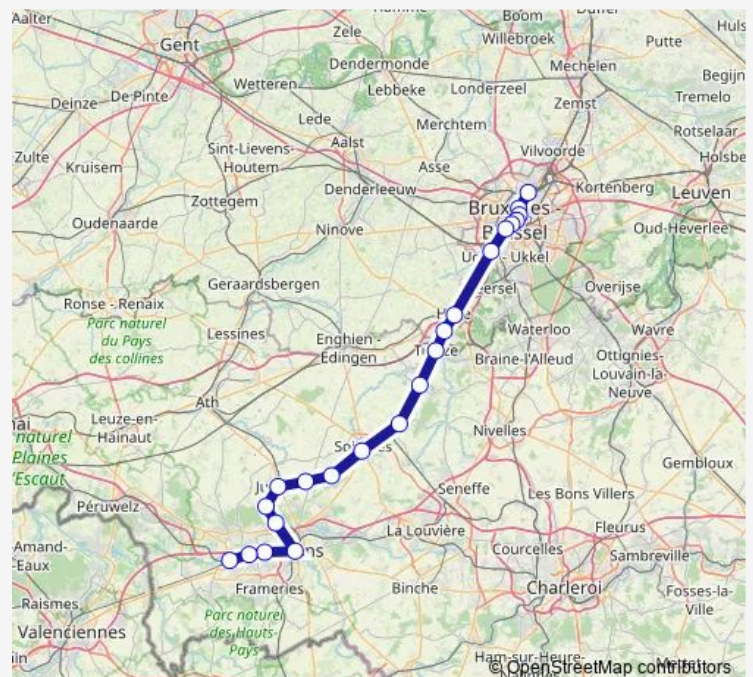 Aalter
Gent
Zele
Boom
Willebroek
Putte
Dendermonde
Mechelen
Wetteren
Lebbeke
Londerzeel
Begijn
Deinze
De Pinte
Zemst
Tremelo
Lede
Merchtem
Rotselaar
Zulte
Kruisem
Sint-Lievens-
Houtem
Aalst
Asse
Vilvoorde
Holsbe
Zottegem
Denderleeuw
Kortenberg
Leuven
Oudenaarde
Ninove
Oud-Heverlee
Ukkel
Geraardsbergen
Overijse
Ronse - Renaix
Parc naturel
du Pays
des collines
Lessines
Enghien -
Edingen
Waterloo
Wavre
Braine-l'Alleud
Ottignies-
Louvain-la-
Neuve
Ath
Leuze-en-
Hainaut
naturel
Plaines
Escaut
Nivelles
Gembloux
Péruwelz
Seneffe
Les Bons Villers
La Louvière
Fleurus
Amand-
-Eaux
Courcelles
Sambreville
Raismes
Frameries
Binche
Charleroi
Fosses-la-
Ville
Valenciennes
Parc naturel
des Hauts-
Pays
Ham-sur-Heure-
© OpenStreetMap contributors